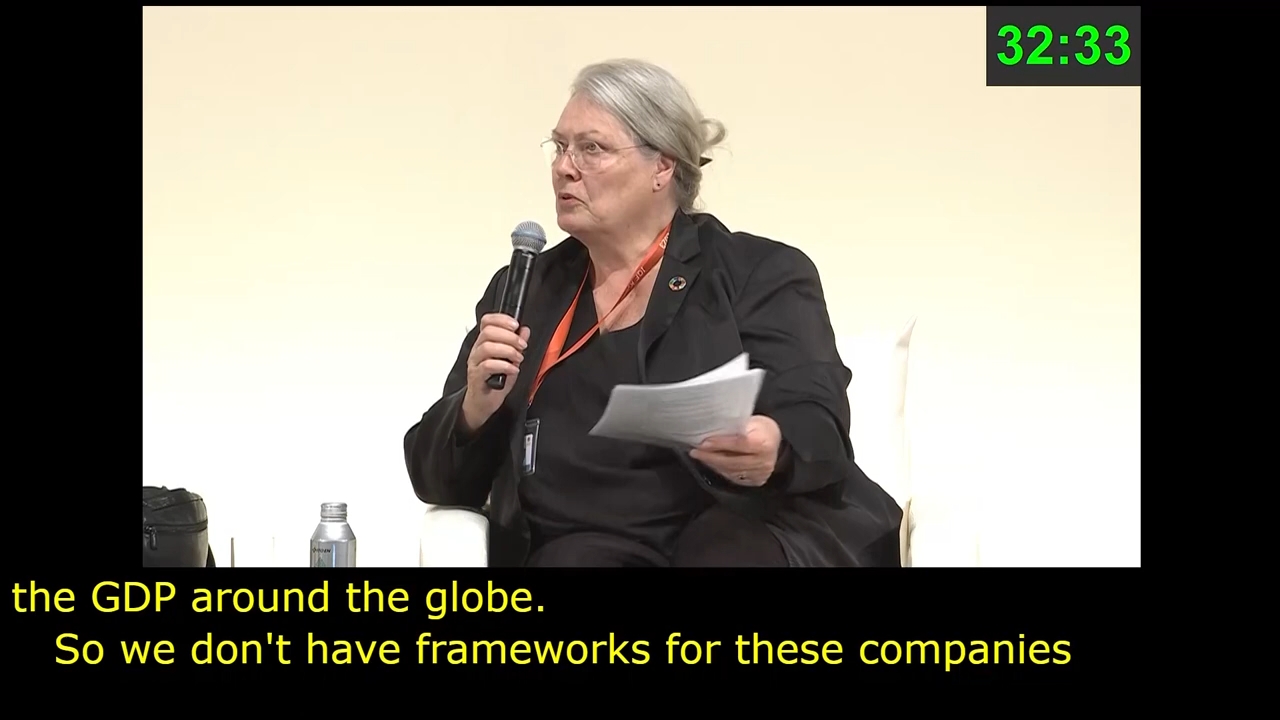 32:33
the GDP around the globe.
So we don't have frameworks for these companies